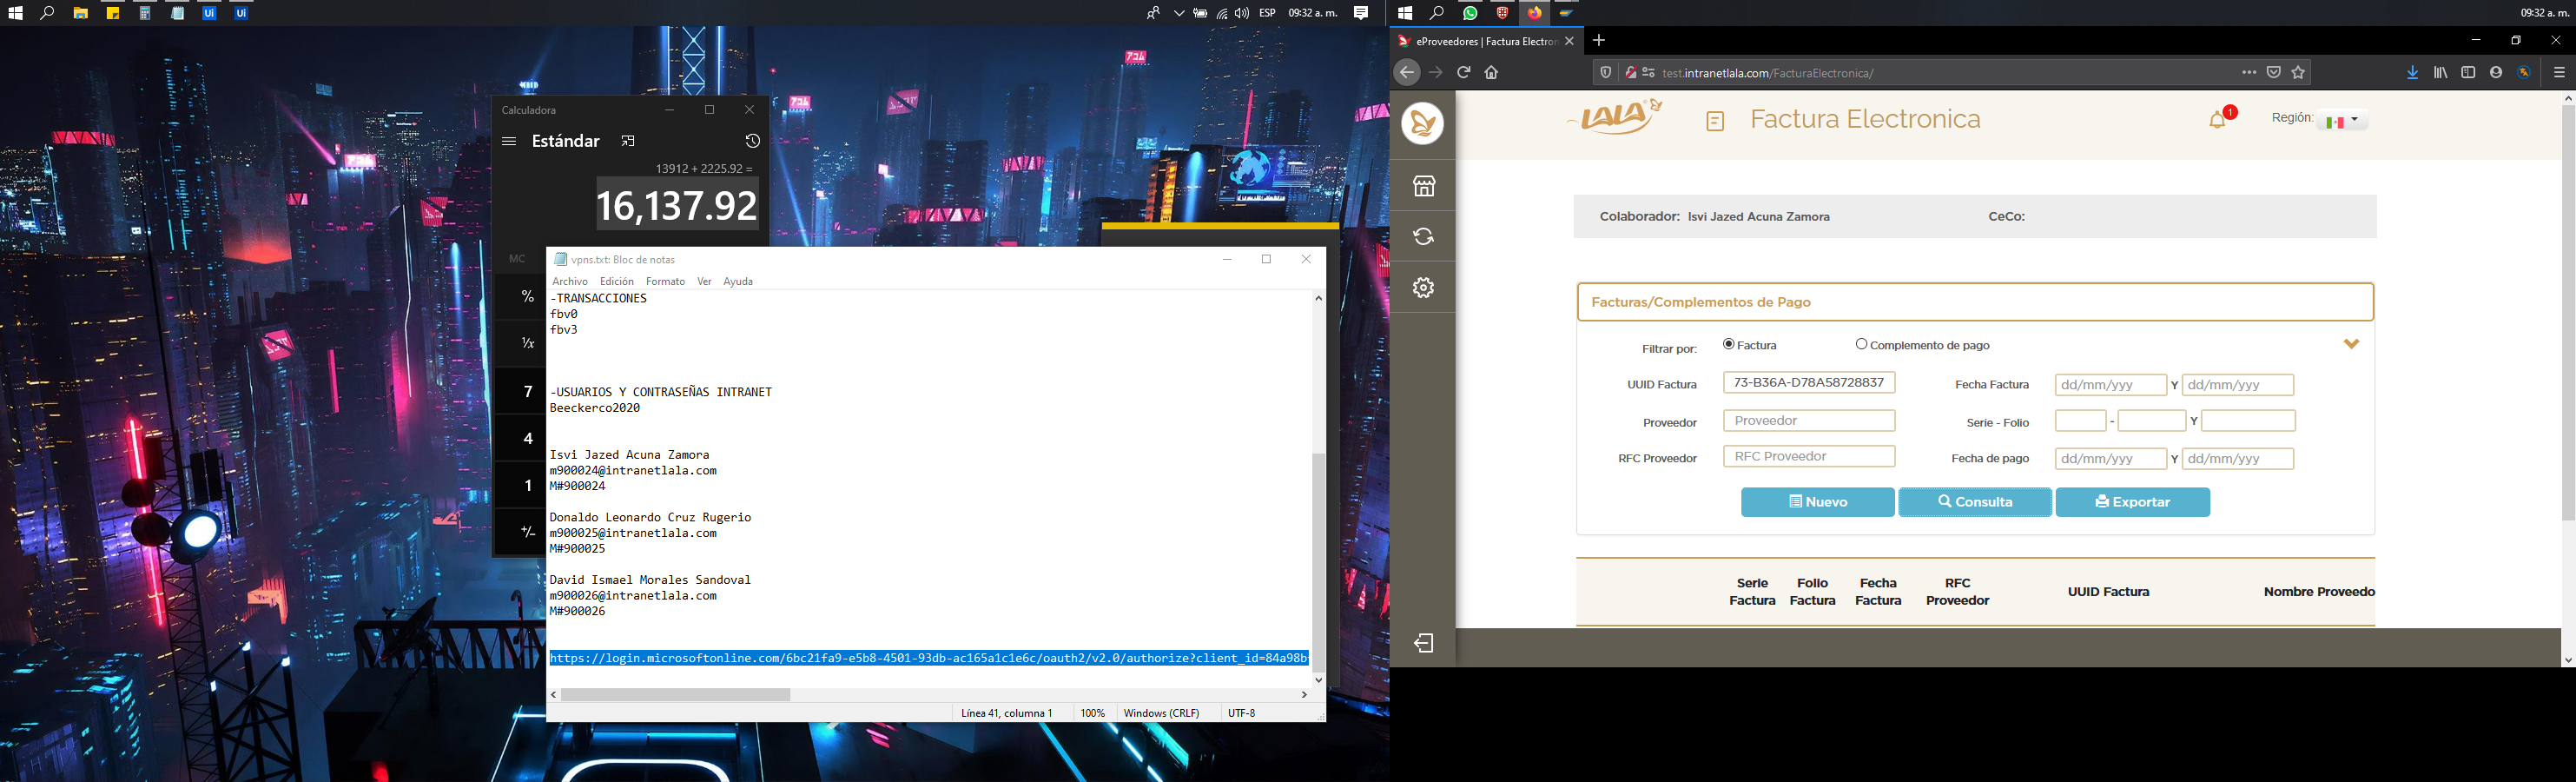 ESP
09:32 a. m.
Calculadora
Estándar
13912 + 2225.92 =
16,137.92
MC
%
⅟x
7
4
1
+/-
vpns.txt: Bloc de notas
Archivo Edición Formato Ver Ayuda
-TRANSACCIONES
fbv0
fbv3
-USUARIOS Y CONTRASEÑAS INTRANET
Beeckerco2020
Isvi Jazed Acuna Zamora
m900024@intranetlala.com
M#900024
Donaldo Leonardo Cruz Rugerio
m900025@intranetlala.com
M#900025
David Ismael Morales Sandoval
m900026@intranetlala.com
M#900026
https://login.microsoftonline.com/6bc21fa9-e5b8-4501-93db-ac165a1c1e6c/oauth2/v2.0/authorize?client_id=84a98b
Línea 41, columna 1 100% Windows (CRLF) UTF-8
09:32 a. m.
eProveedores | Factura Electron
test.intranetlala.com/FacturaElectronica/
LALA
Factura Electronica
1
Región:
Colaborador: Isvi Jazed Acuna Zamora CeCo:
Facturas/Complementos de Pago
Filtrar por: Factura Complemento de pago
UUID Factura 73-B36A-D78A58728837 Fecha Factura dd/mm/yyy Y dd/mm/yyy
Proveedor Proveedor Serie - Folio - Y
RFC Proveedor RFC Proveedor Fecha de pago dd/mm/yyy Y dd/mm/yyy
Nuevo Consulta Exportar
Serie Folio Fecha RFC
Factura Factura Factura Proveedor UUID Factura Nombre Proveedo